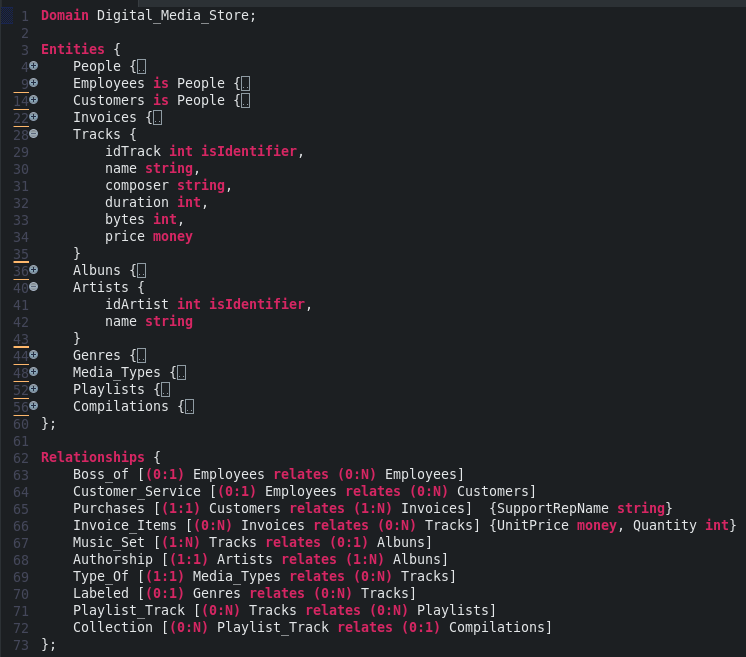 1 Domain Digital_Media_Store;
2
3 Entities {
4 People {..
9 Employees is People {..
14 Customers is People {..
22 Invoices {..
28 Tracks {
29 idTrack int isIdentifier,
30 name string,
31 composer string,
32 duration int,
33 bytes int,
34 price money
35 }
36 Albuns {..
40 Artists {
41 idArtist int isIdentifier,
42 name string
43 }
44 Genres {..
48 Media_Types {..
52 Playlists {..
56 Compilations {..
60 };
61
62 Relationships {
63 Boss_of [(0:1) Employees relates (0:N) Employees]
64 Customer_Service [(0:1) Employees relates (0:N) Customers]
65 Purchases [(1:1) Customers relates (1:N) Invoices]  {SupportRepName string}
66 Invoice_Items [(0:N) Invoices relates (0:N) Tracks] {UnitPrice money, Quantity int}
67 Music_Set [(1:N) Tracks relates (0:1) Albuns]
68 Authorship [(1:1) Artists relates (1:N) Albuns]
69 Type_Of [(1:1) Media_Types relates (0:N) Tracks]
70 Labeled [(0:1) Genres relates (0:N) Tracks]
71 Playlist_Track [(0:N) Tracks relates (0:N) Playlists]
72 Collection [(0:N) Playlist_Track relates (0:1) Compilations]
73 };